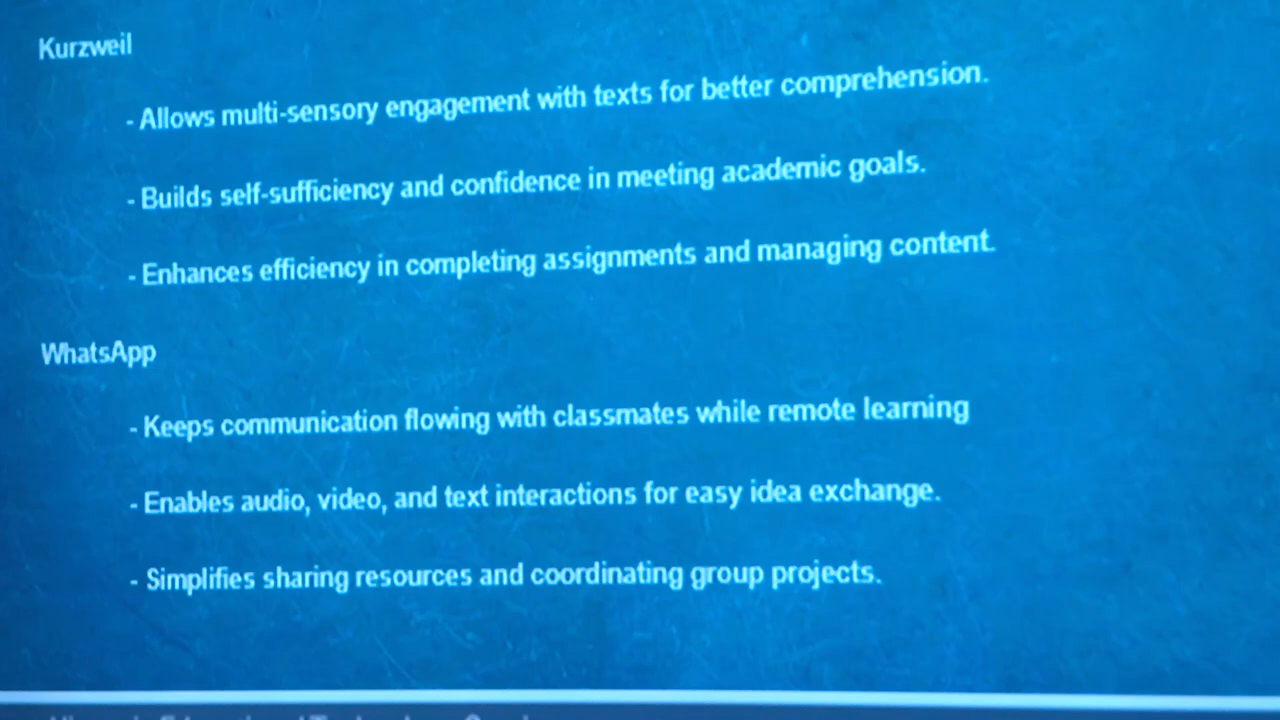 Kurzweil
- Allows multi-sensory engagement with texts for better comprehension.
- Builds self-sufficiency and confidence in meeting academic goals.
- Enhances efficiency in completing assignments and managing content.
WhatsApp
- Keeps communication flowing with classmates while remote learning
- Enables audio, video, and text interactions for easy idea exchange.
- Simplifies sharing resources and coordinating group projects.